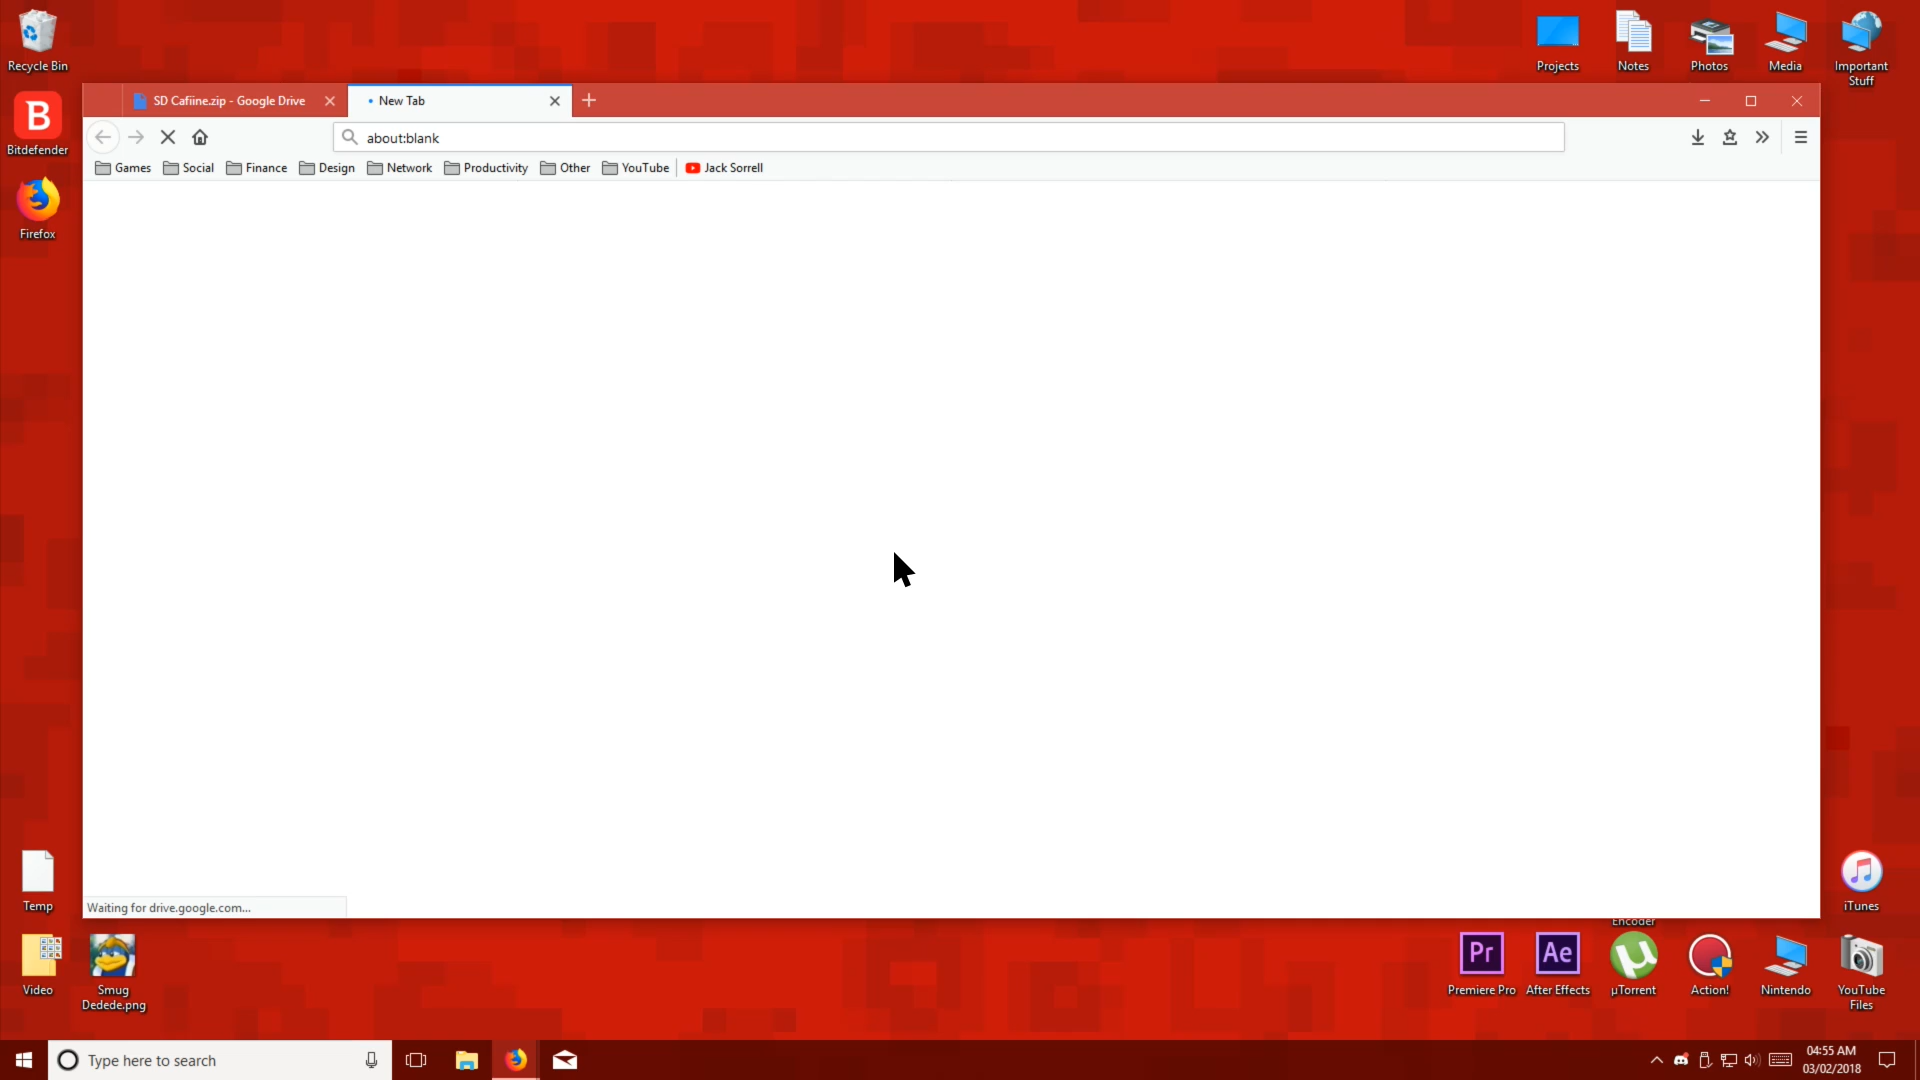 Recycle Bin
Projects
Notes
Photos
Media
Important
Stuff
B
Bitdefender
Firefox
SD Cafiine.zip - Google Drive
New Tab
about:blank
Games
Social
Finance
Design
Network
Productivity
Other
YouTube
Jack Sorrell
Waiting for drive.google.com...
Temp
Video
Smug
Dedede.png
iTunes
Encoder
Pr
Premiere Pro
Ae
After Effects
µ
µTorrent
Action!
Nintendo
YouTube
Files
Type here to search
04:55 AM
03/02/2018